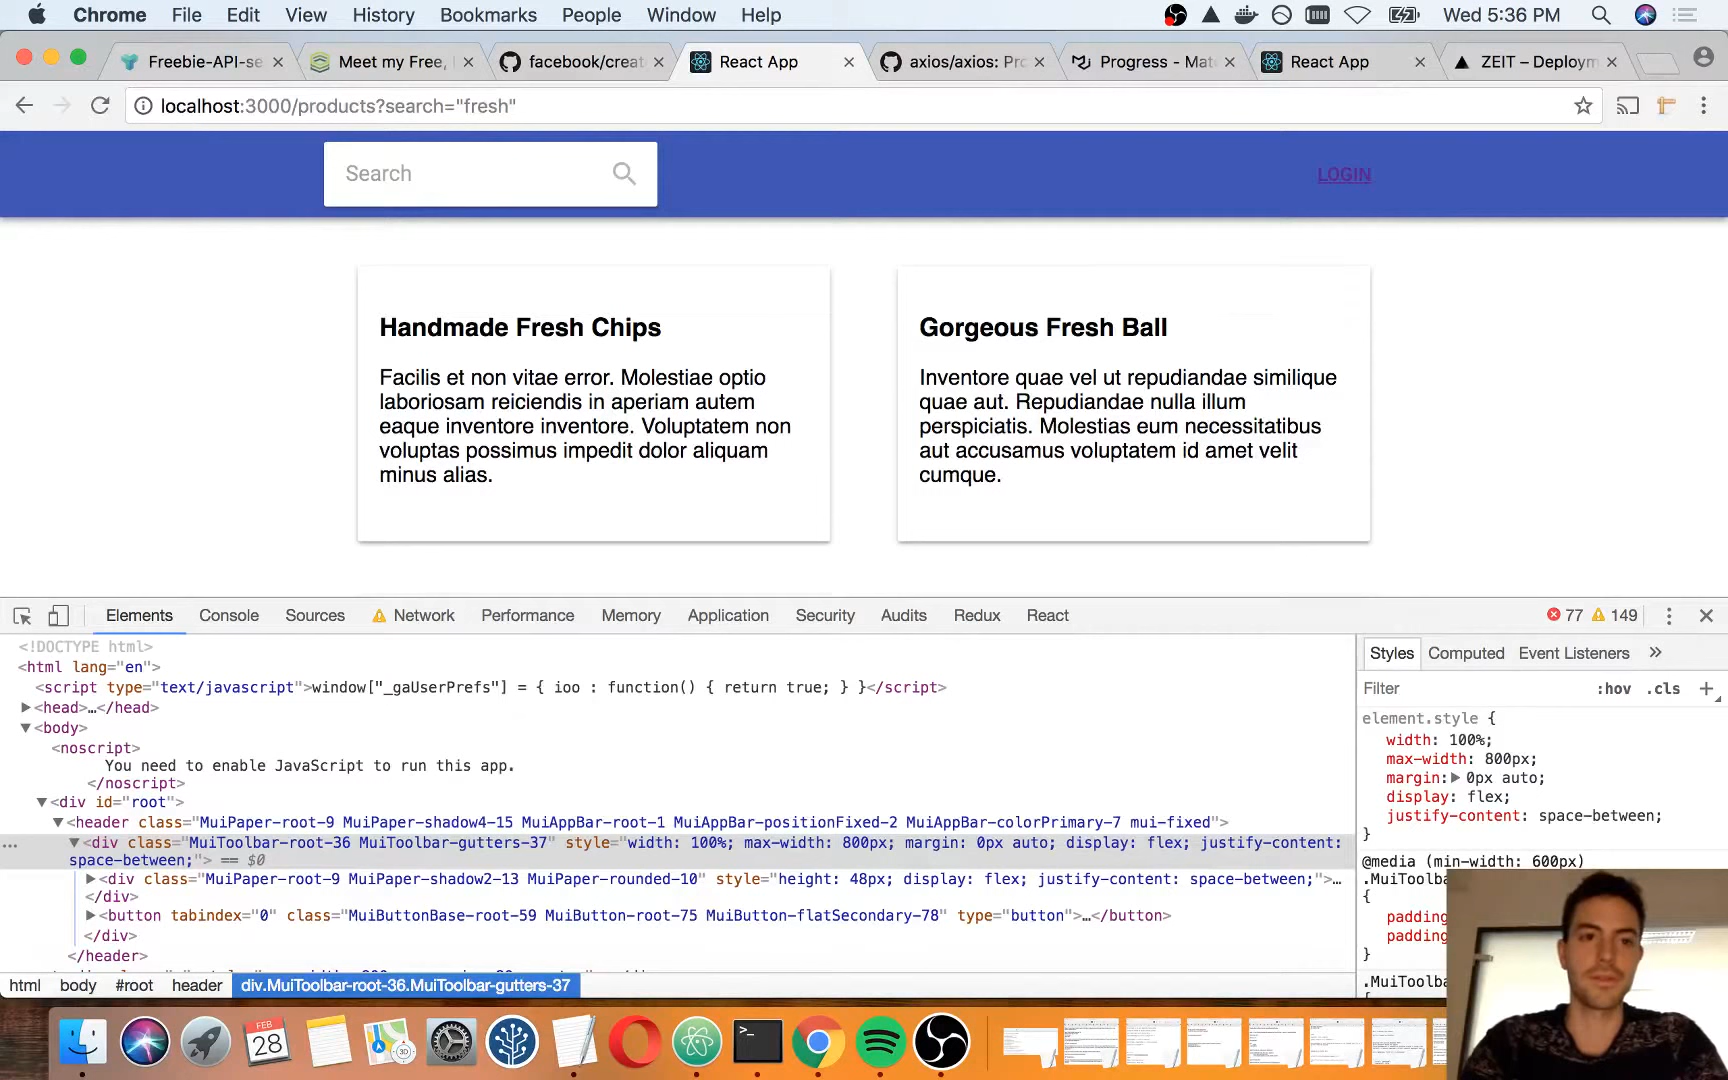 Chrome File Edit View History Bookmarks People Window Help Wed 5:36 PM
Freebie-API-se Meet my Free, facebook/creat React App axios/axios: Pro Progress - Mate React App ZEIT – Deploym
localhost:3000/products?search="fresh"
Search LOGIN
Handmade Fresh Chips
Facilis et non vitae error. Molestiae optio
laboriosam reiciendis in aperiam autem
eaque inventore inventore. Voluptatem non
voluptas possimus impedit dolor aliquam
minus alias.
Gorgeous Fresh Ball
Inventore quae vel ut repudiandae similique
quae aut. Repudiandae nulla illum
perspiciatis. Molestias eum necessitatibus
aut accusamus voluptatem id amet velit
cumque.
Elements Console Sources Network Performance Memory Application Security Audits Redux React 77 149
<!DOCTYPE html>
<html lang="en">
<script type="text/javascript">window["_gaUserPrefs"] = { ioo : function() { return true; } }</script>
<head>…</head>
<body>
<noscript>
You need to enable JavaScript to run this app.
</noscript>
<div id="root">
<header class="MuiPaper-root-9 MuiPaper-shadow4-15 MuiAppBar-root-1 MuiAppBar-positionFixed-2 MuiAppBar-colorPrimary-7 mui-fixed">
<div class="MuiToolbar-root-36 MuiToolbar-gutters-37" style="width: 100%; max-width: 800px; margin: 0px auto; display: flex; justify-content:
space-between;"> == $0
<div class="MuiPaper-root-9 MuiPaper-shadow2-13 MuiPaper-rounded-10" style="height: 48px; display: flex; justify-content: space-between;">…
</div>
<button tabindex="0" class="MuiButtonBase-root-59 MuiButton-root-75 MuiButton-flatSecondary-78" type="button">…</button>
</div>
</header>
html body #root header div.MuiToolbar-root-36.MuiToolbar-gutters-37
Styles Computed Event Listeners »
Filter :hov .cls +
element.style {
width: 100%;
max-width: 800px;
margin: 0px auto;
display: flex;
justify-content: space-between;
}
@media (min-width: 600px)
.MuiToolba
{
padding
padding
}
.MuiToolba
FEB
28
3D
>_